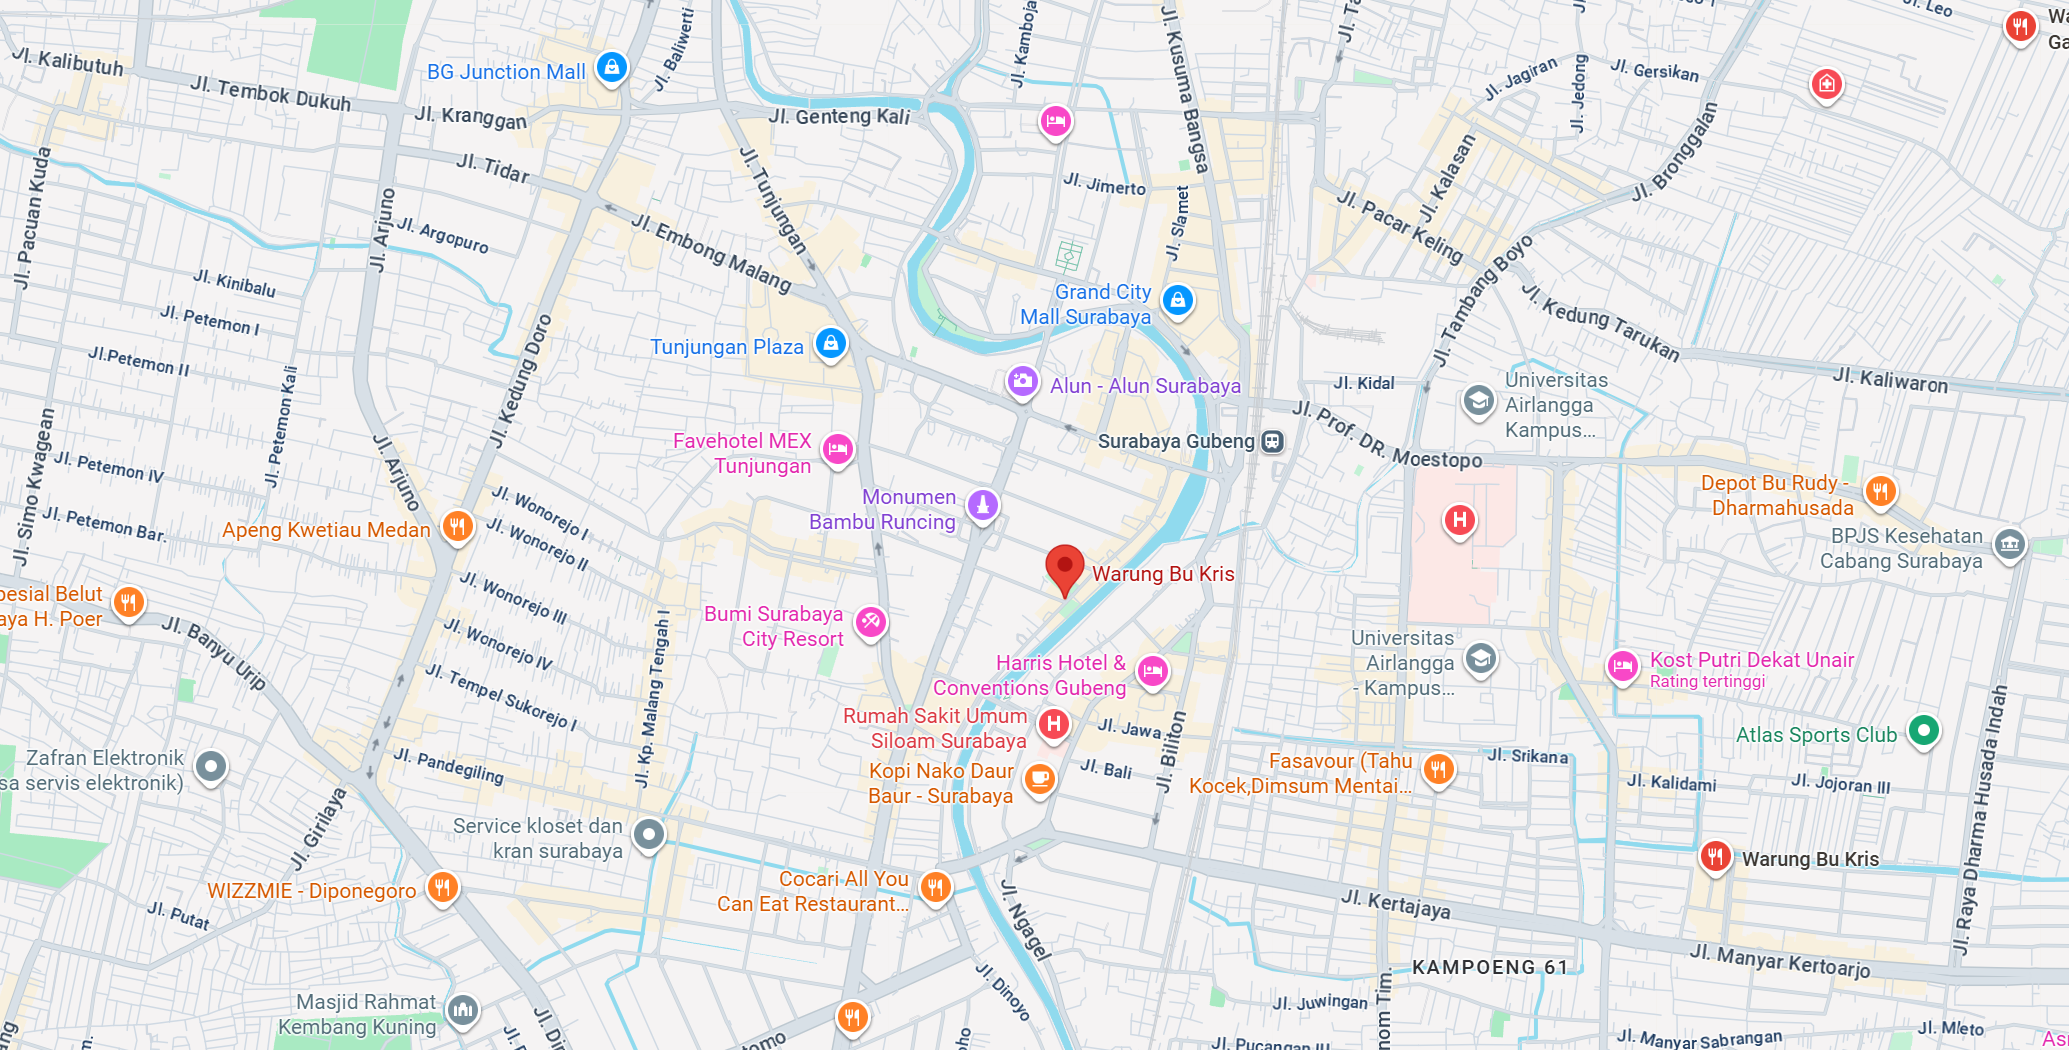 Jl. Leo
Jl. Kalibutuh
BG Junction Mall
Jl. Baliwerti
Jl. Kamboja
Jl. Kusuma Bangsa
Jl. Jagiran
Jl. Jedong
Jl. Gersikan
Jl. Tembok Dukuh
Jl. Kranggan
Jl. Genteng Kali
Jl. Bronggalan
Jl. Pacuan Kuda
Jl. Tidar
Jl. Tunjungan
Jl. Jimerto
Jl. Slamet
Jl. Kalasan
Jl. Pacar Keling
Jl. Arjuno
Jl. Argopuro
Jl. Embong Malang
Jl. Tambang Boyo
Jl. Kinibalu
Jl. Petemon I
Grand City
Mall Surabaya
Jl. Kedung Tarukan
Jl.Petemon II
Jl. Kedung Doro
Tunjungan Plaza
Jl. Petemon Kali
Alun - Alun Surabaya
Jl. Kidal
Universitas
Airlangga
Kampus...
Jl. Kaliwaron
Jl. Simo Kwagean
Jl. Arjuno
Favehotel MEX
Tunjungan
Surabaya Gubeng
Jl. Prof. DR. Moestopo
Jl. Petemon IV
Jl. Wonorejo I
Monumen
Bambu Runcing
Depot Bu Rudy -
Dharmahusada
Jl. Petemon Bar.
Apeng Kwetiau Medan
Jl. Wonorejo II
BPJS Kesehatan
Cabang Surabaya
Warung Bu Kris
Jl. Wonorejo III
pesial Belut
aya H. Poer
Jl. Banyu Urip
Jl. Wonorejo IV
Jl. Kp. Malang Tengah I
Bumi Surabaya
City Resort
Universitas
Airlangga
- Kampus...
Kost Putri Dekat Unair
Rating tertinggi
Harris Hotel &
Conventions Gubeng
Jl. Tempel Sukorejo I
Rumah Sakit Umum
Siloam Surabaya
Jl. Jawa
Jl. Biliton
Atlas Sports Club
Jl. Raya Dharma Husada Indah
Zafran Elektronik
sa servis elektronik)
Jl. Pandegiling
Kopi Nako Daur
Baur - Surabaya
Jl. Bali
Fasavour (Tahu
Kocek,Dimsum Mentai...
Jl. Srikana
Jl. Kalidami
Jl. Jojoran III
Jl. Girilaya
Service kloset dan
kran surabaya
Warung Bu Kris
WIZZMIE - Diponegoro
Cocari All You
Can Eat Restaurant...
Jl. Putat
Jl. Ngagel
Jl. Kertajaya
Jl. Manyar Kertoarjo
KAMPOENG 61
Masjid Rahmat
Kembang Kuning
Jl. Dinoyo
Jl. Juwingan
nom Tim.
Jl. Manyar Sabrangan
Jl. Mleto
Jl. Pucangan III